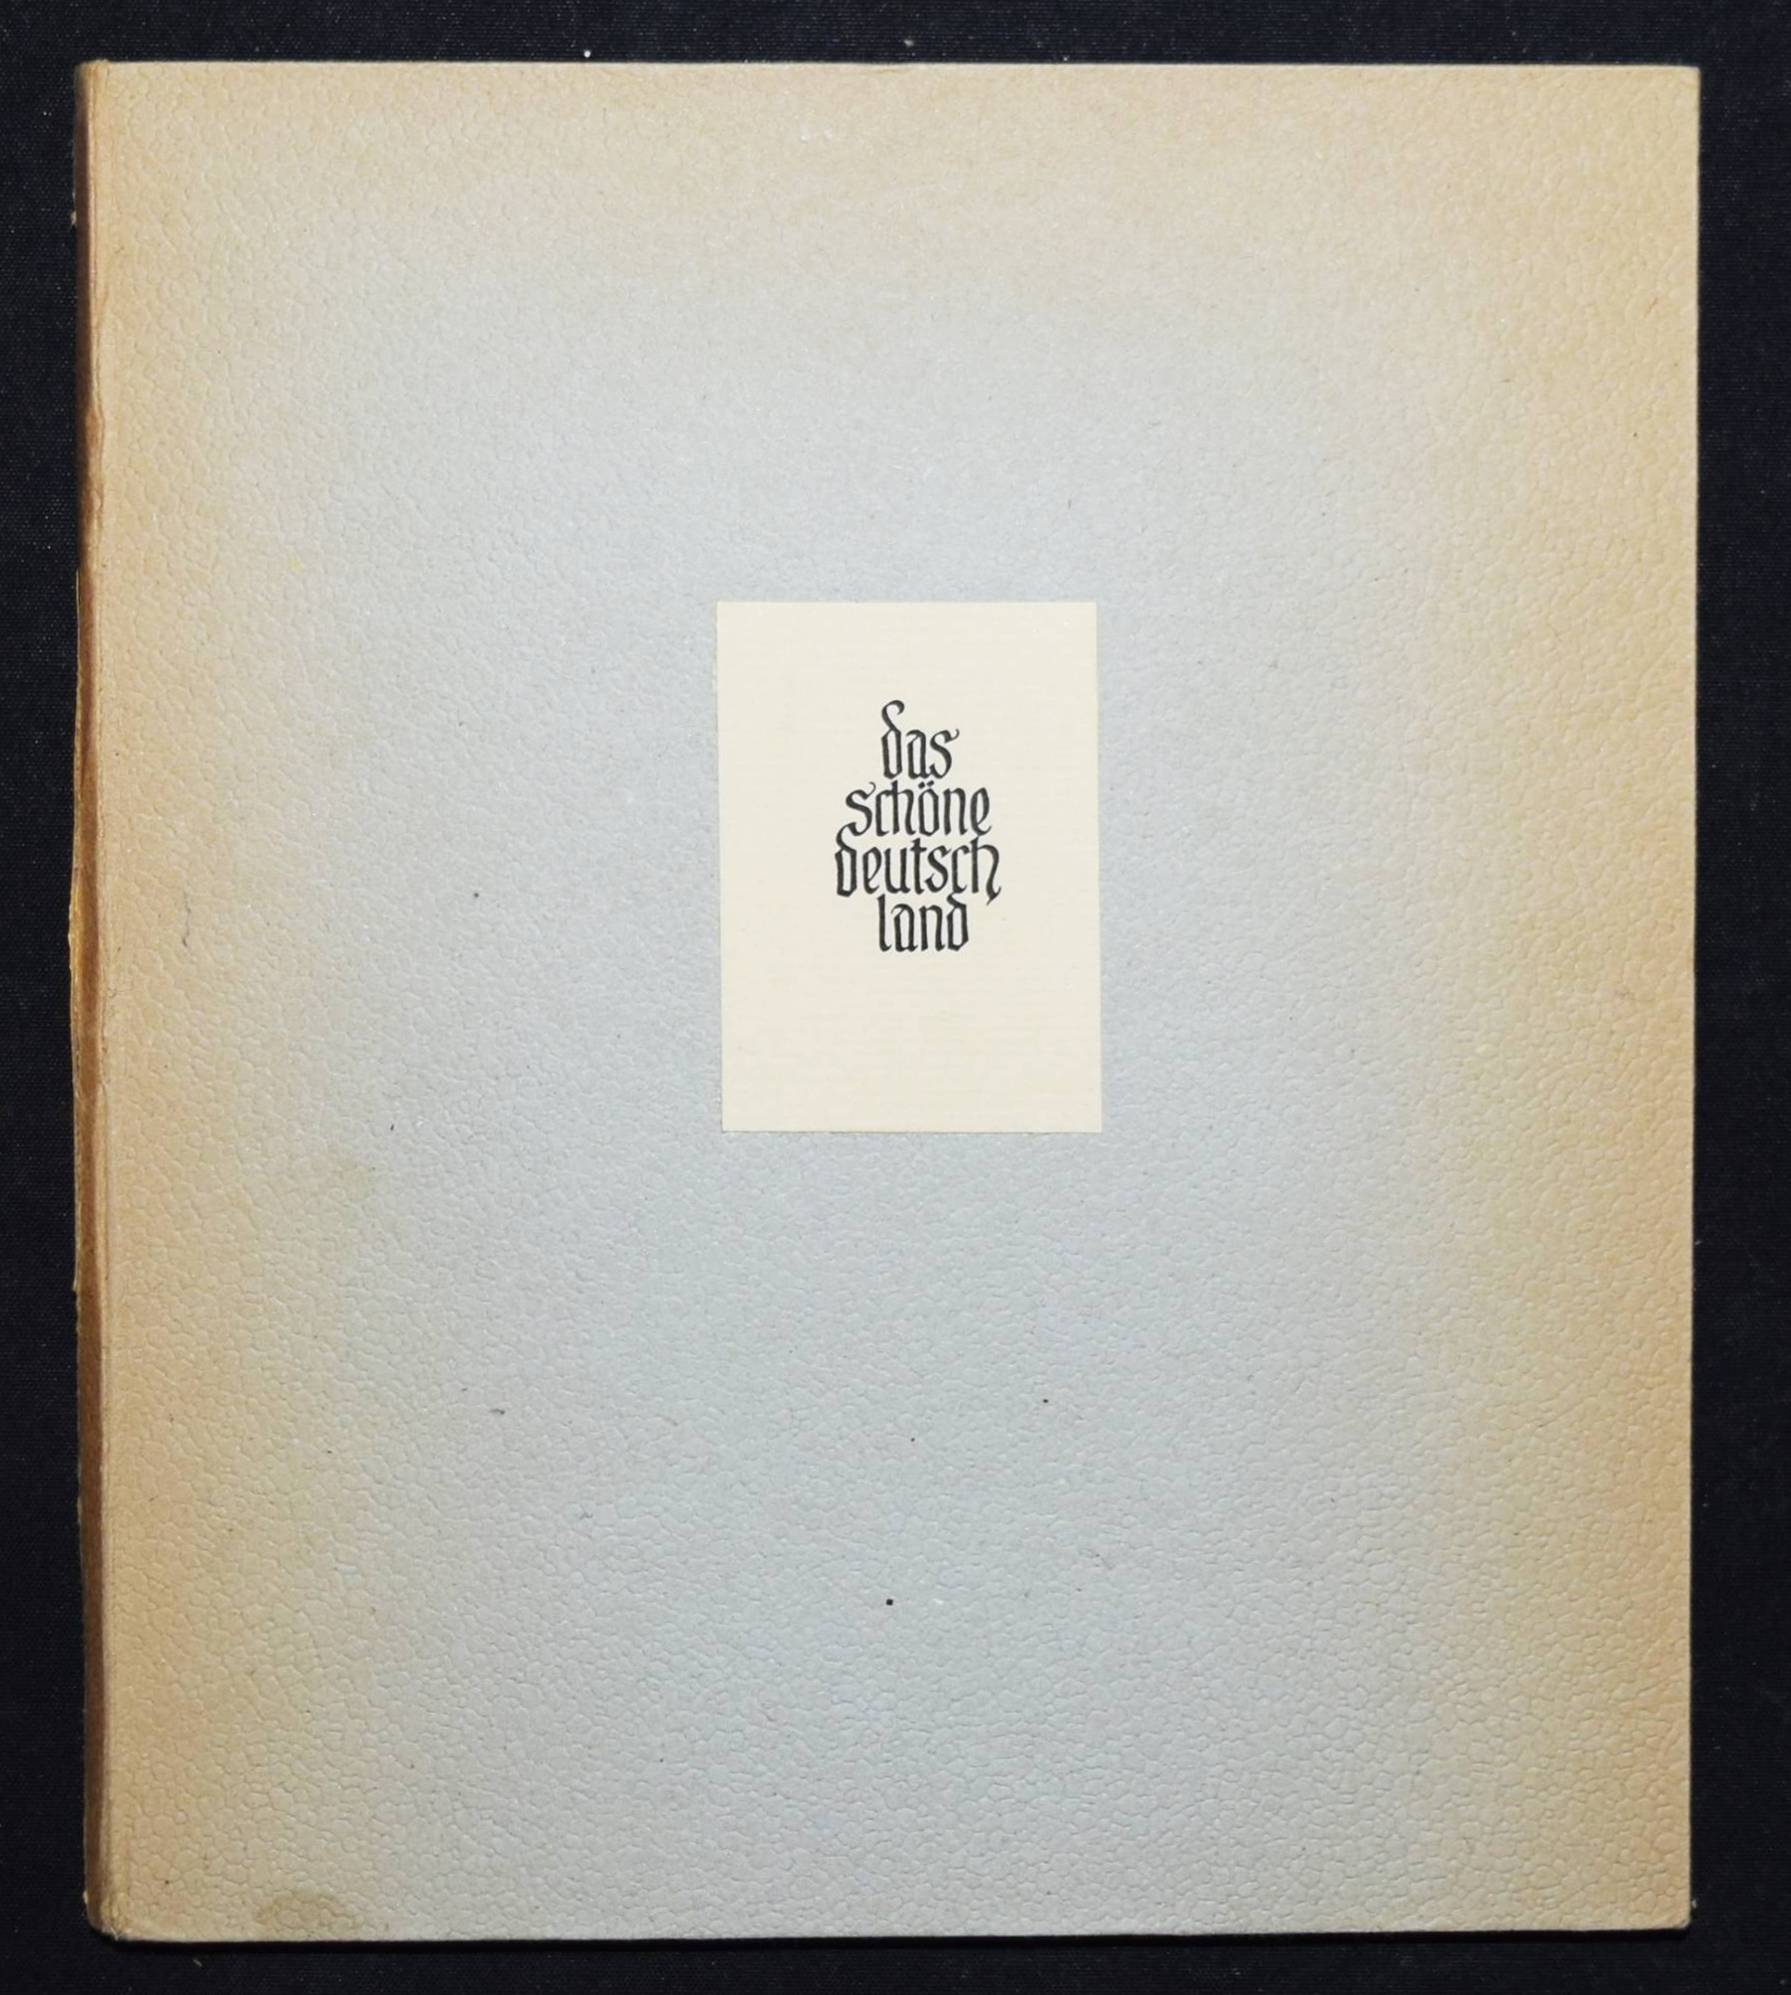 das
schöne
deutsch
land